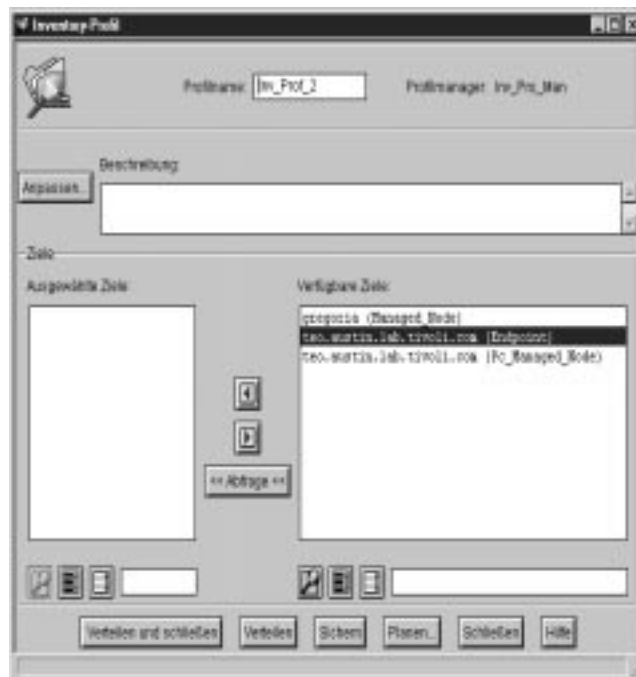 Inventory-Profil
Profilname: Inv_Prof_2 Profilmanager: Inv_Pro_Man
Beschreibung:
Anpassen...
Ziele
Ausgewählte Ziele: Verfügbare Ziele:
gregoria (Managed_Node)
teo.austin.lab.tivoli.com (Endpoint)
teo.austin.lab.tivoli.com (Pc_Managed_Node)
<< Abfrage <<
Verteilen und schließen Verteilen Sichern Planen... Schließen Hilfe